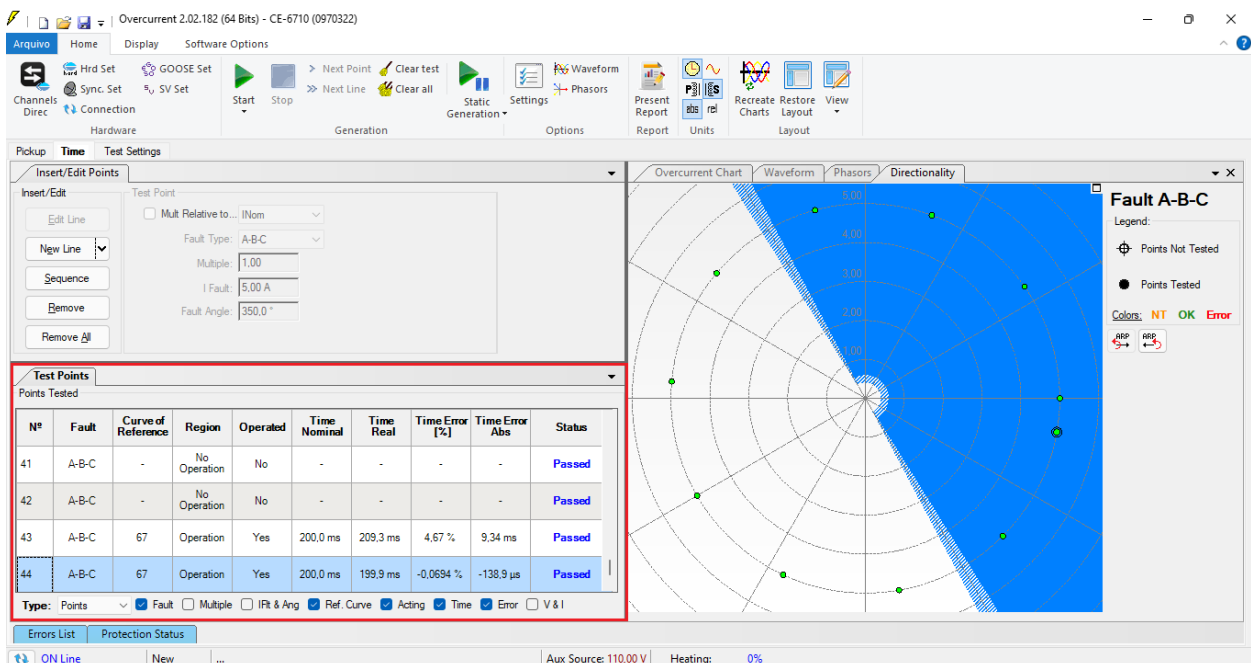 Overcurrent 2.02.182 (64 Bits) - CE-6710 (0970322)
Arquivo Home Display Software Options
Channels Direc
Hrd Set
Sync. Set
Connection
GOOSE Set
SV Set
Hardware
Start
Stop
> Next Point
>> Next Line
Clear test
Clear all
Static Generation
Generation
Settings
Waveform
Phasors
Options
Present Report
Report
abs rel
Units
Recreate Charts
Restore Layout
View
Layout
Pickup Time Test Settings
Insert/Edit Points
Insert/Edit
Edit Line
New Line
Sequence
Remove
Remove All
Test Point
Mult Relative to... INom
Fault Type: A-B-C
Multiple: 1,00
I Fault: 5,00 A
Fault Angle: 350,0 °
Test Points
Points Tested
Nº Fault Curve of Reference Region Operated Time Nominal Time Real Time Error [%] Time Error Abs Status
41 A-B-C - No Operation No - - - - Passed
42 A-B-C - No Operation No - - - - Passed
43 A-B-C 67 Operation Yes 200,0 ms 209,3 ms 4,67 % 9,34 ms Passed
44 A-B-C 67 Operation Yes 200,0 ms 199,9 ms -0,0694 % -138,9 µs Passed
Type: Points Fault Multiple IFlt & Ang Ref. Curve Acting Time Error V & I
Errors List Protection Status
ON Line New ... Aux Source: 110.00 V Heating: 0%
Overcurrent Chart Waveform Phasors Directionality
5,00
4,00
3,00
2,00
1,00
Fault A-B-C
Legend:
Points Not Tested
Points Tested
Colors: NT OK Error
ARP ARP